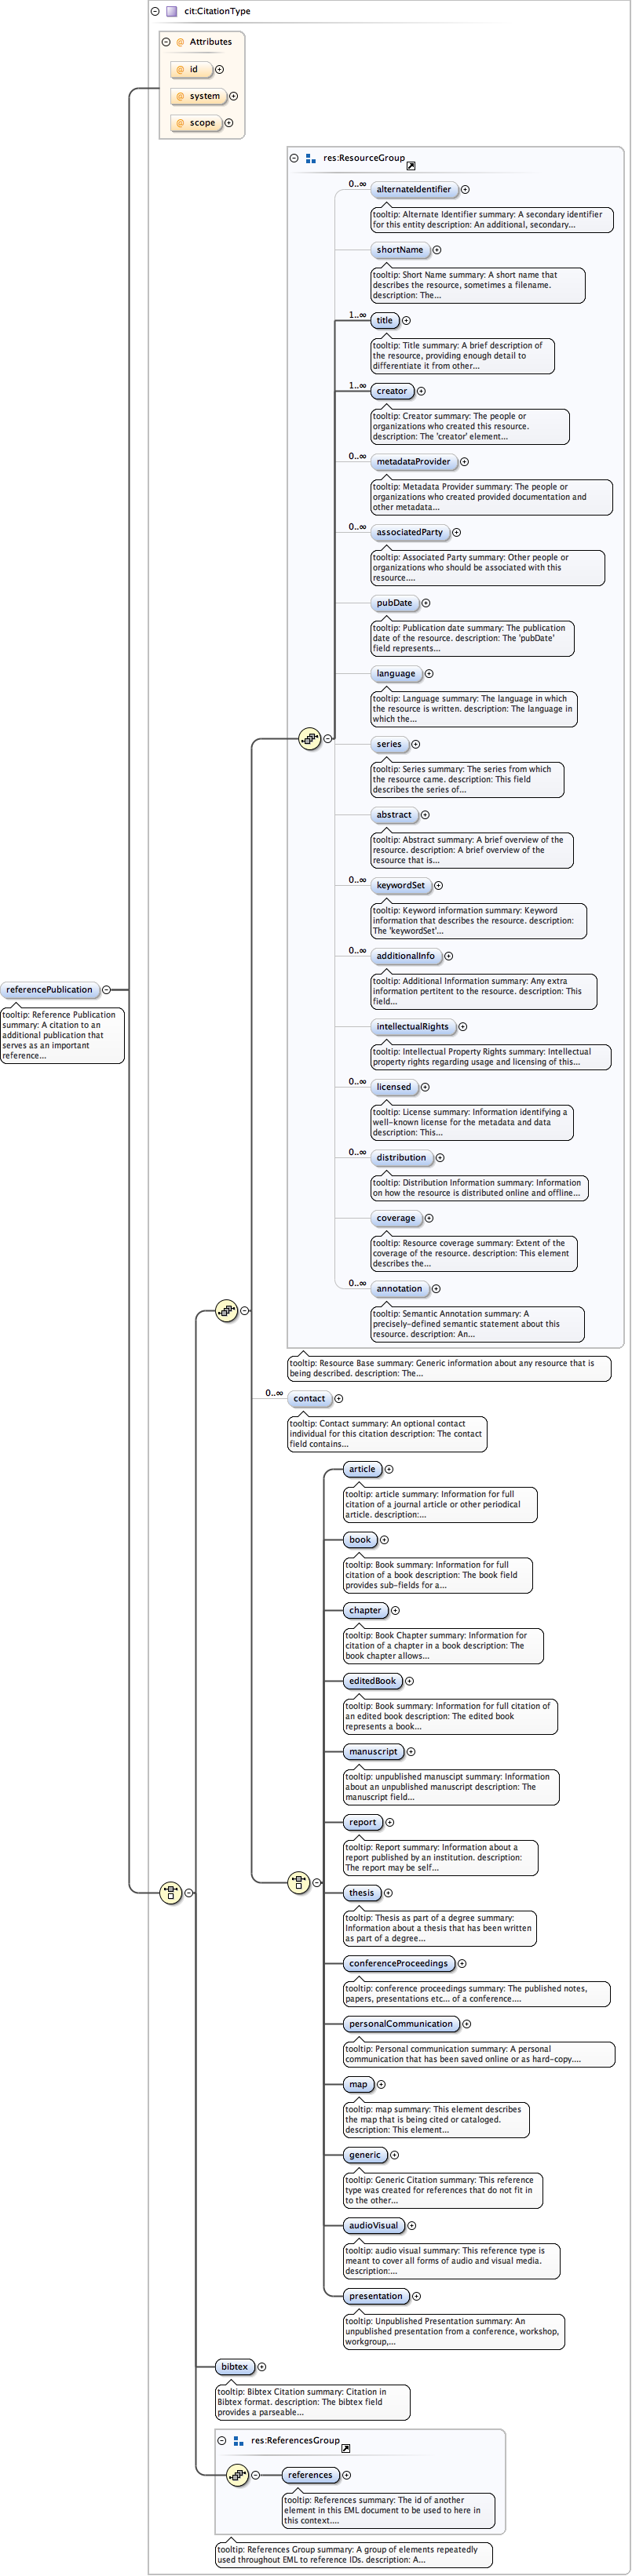 cit:CitationType
Attributes
@ id
@ system
@ scope
res:ResourceGroup
0..∞
alternateIdentifier
tooltip: Alternate Identifier summary: A secondary identifier
for this entity description: An additional, secondary...
shortName
tooltip: Short Name summary: A short name that
describes the resource, sometimes a filename.
description: The...
1..∞
title
tooltip: Title summary: A brief description of
the resource, providing enough detail to
differentiate it from other...
1..∞
creator
tooltip: Creator summary: The people or
organizations who created this resource.
description: The 'creator' element...
0..∞
metadataProvider
tooltip: Metadata Provider summary: The people or
organizations who created provided documentation and
other metadata...
0..∞
associatedParty
tooltip: Associated Party summary: Other people or
organizations who should be associated with this
resource....
pubDate
tooltip: Publication date summary: The publication
date of the resource. description: The 'pubDate'
field represents...
language
tooltip: Language summary: The language in which
the resource is written. description: The language in
which the...
series
tooltip: Series summary: The series from which
the resource came. description: This field
describes the series of...
abstract
tooltip: Abstract summary: A brief overview of the
resource. description: A brief overview of the
resource that is...
0..∞
keywordSet
tooltip: Keyword information summary: Keyword
information that describes the resource. description:
The 'keywordSet'...
0..∞
additionalInfo
tooltip: Additional Information summary: Any extra
information pertitent to the resource. description: This
field...
referencePublication
tooltip: Reference Publication
summary: A citation to an
additional publication that
serves as an important
reference...
intellectualRights
tooltip: Intellectual Property Rights summary: Intellectual
property rights regarding usage and licensing of this...
0..∞
licensed
tooltip: License summary: Information identifying a
well-known license for the metadata and data
description: This...
0..∞
distribution
tooltip: Distribution Information summary: Information
on how the resource is distributed online and offline...
coverage
tooltip: Resource coverage summary: Extent of the
coverage of the resource. description: This element
describes the...
0..∞
annotation
tooltip: Semantic Annotation summary: A
precisely-defined semantic statement about this
resource. description: An...
tooltip: Resource Base summary: Generic information about any resource that is
being described. description: The...
0..∞
contact
tooltip: Contact summary: An optional contact
individual for this citation description: The contact
field contains...
article
tooltip: article summary: Information for full
citation of a journal article or other periodical
article. description:...
book
tooltip: Book summary: Information for full
citation of a book description: The book field
provides sub-fields for a...
chapter
tooltip: Book Chapter summary: Information for
citation of a chapter in a book description: The
book chapter allows...
editedBook
tooltip: Book summary: Information for full citation of
an edited book description: The edited book
represents a book...
manuscript
tooltip: unpublished manuscipt summary: Information
about an unpublished manuscript description: The
manuscript field...
report
tooltip: Report summary: Information about a
report published by an institution. description:
The report may be self...
thesis
tooltip: Thesis as part of a degree summary:
Information about a thesis that has been written
as part of a degree...
conferenceProceedings
tooltip: conference proceedings summary: The published notes,
papers, presentations etc... of a conference....
personalCommunication
tooltip: Personal communication summary: A personal
communication that has been saved online or as hard-copy....
map
tooltip: map summary: This element describes
the map that is being cited or cataloged.
description: This element...
generic
tooltip: Generic Citation summary: This reference
type was created for references that do not fit in
to the other...
audioVisual
tooltip: audio visual summary: This reference type is
meant to cover all forms of audio and visual media.
description:...
presentation
tooltip: Unpublished Presentation summary: An
unpublished presentation from a conference, workshop,
workgroup,...
bibtex
tooltip: Bibtex Citation summary: Citation in
Bibtex format. description: The bibtex field
provides a parseable...
res:ReferencesGroup
references
tooltip: References summary: The id of another
element in this EML document to be used to here in
this context....
tooltip: References Group summary: A group of elements repeatedly
used throughout EML to reference IDs. description: A...